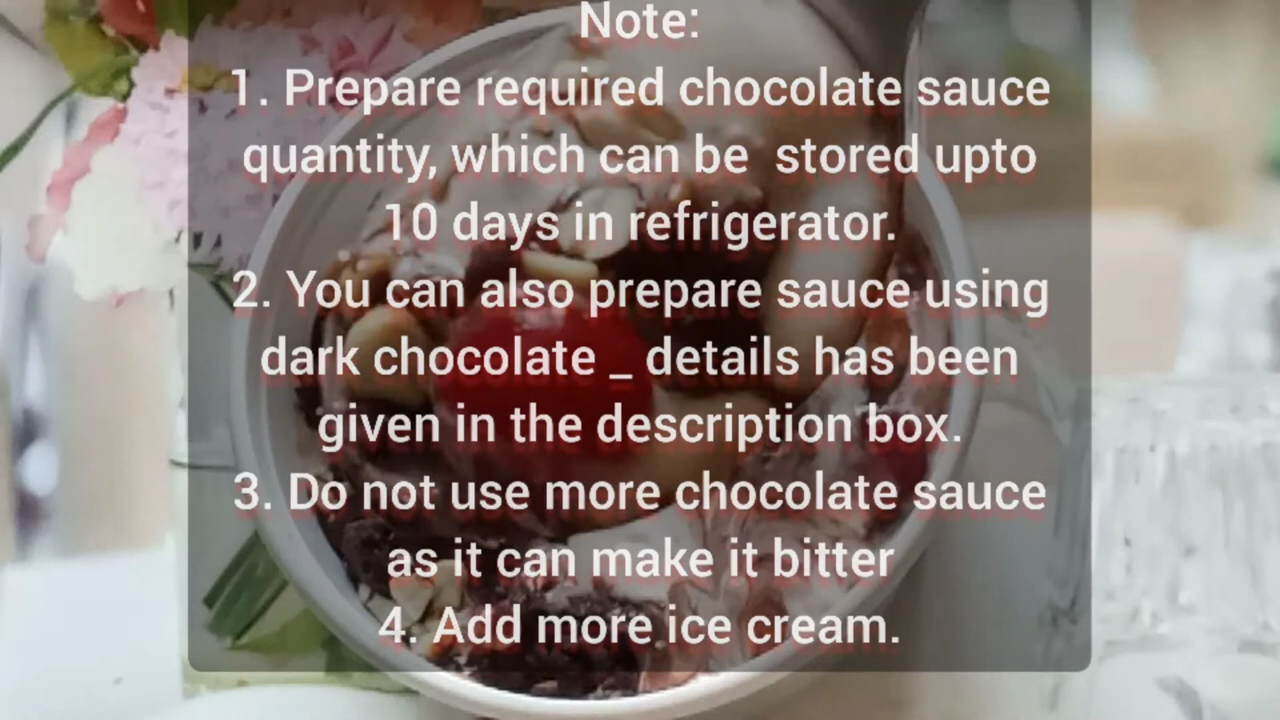 Note:
1. Prepare required chocolate sauce
quantity, which can be stored upto
10 days in refrigerator.
2. You can also prepare sauce using
dark chocolate _ details has been
given in the description box.
3. Do not use more chocolate sauce
as it can make it bitter
4. Add more ice cream.